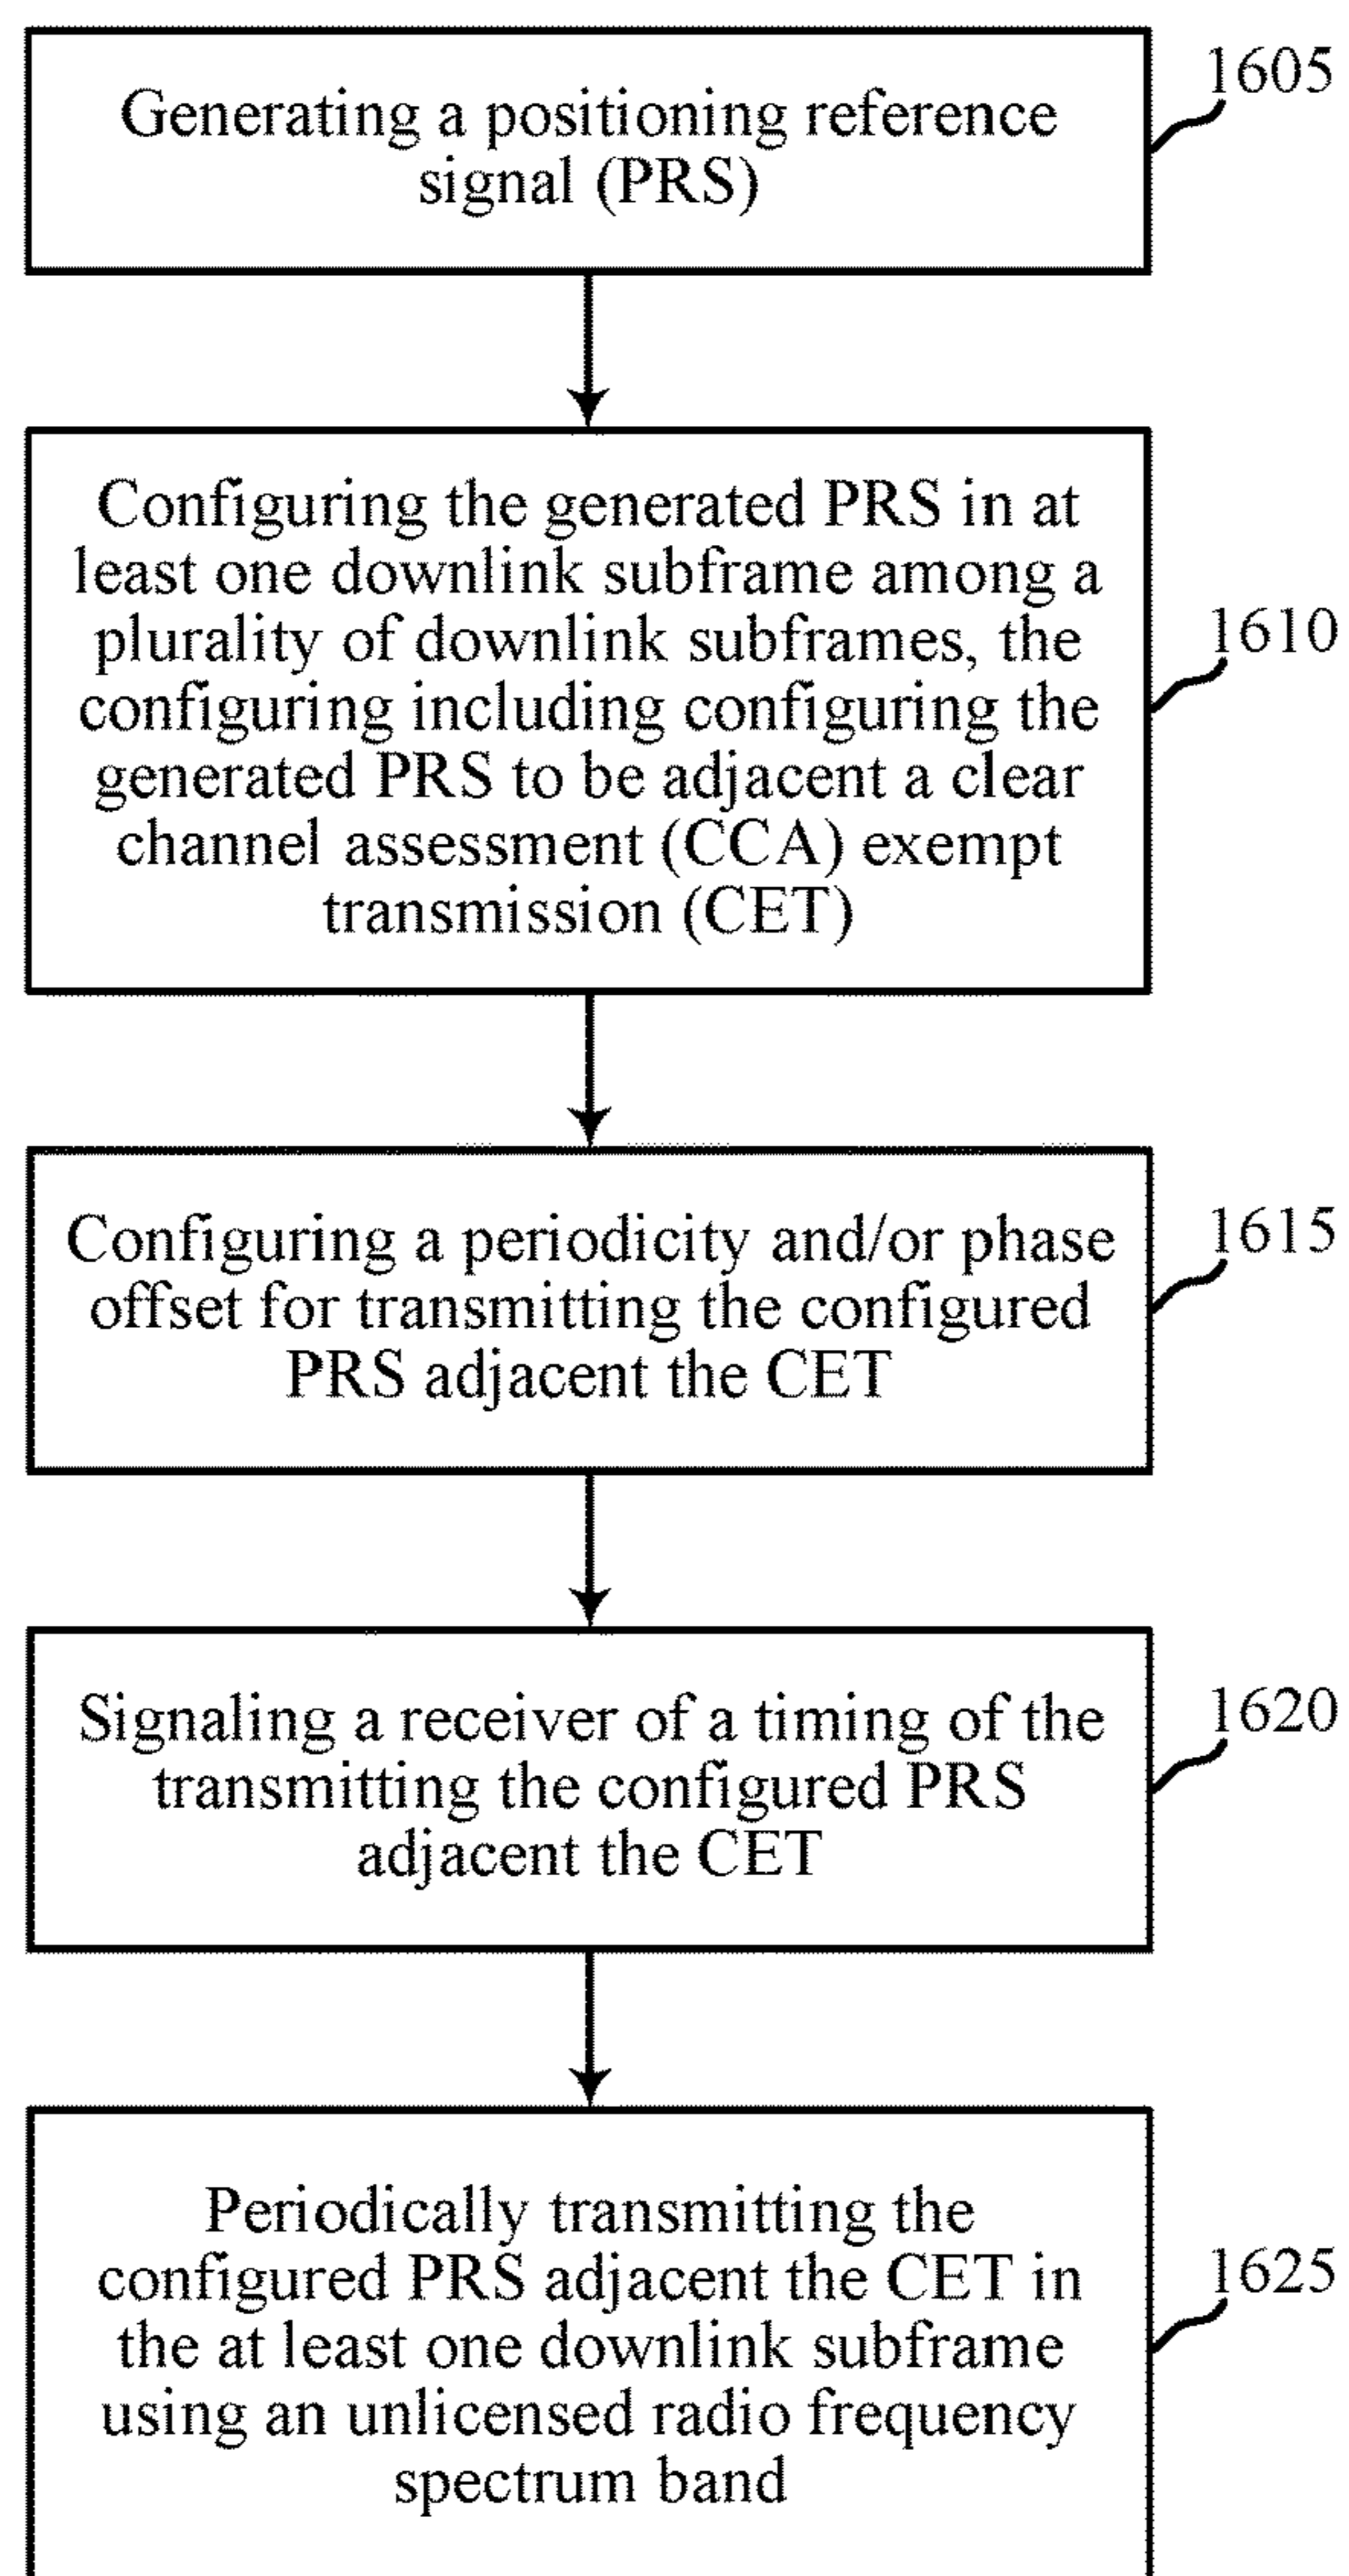 Generating a positioning reference
signal (PRS)
1605
Configuring the generated PRS in at
least one downlink subframe among a
plurality of downlink subframes, the
configuring including configuring the
generated PRS to be adjacent a clear
channel assessment (CCA) exempt
transmission (CET)
1610
Configuring a periodicity and/or phase
offset for transmitting the configured
PRS adjacent the CET
1615
Signaling a receiver of a timing of the
transmitting the configured PRS
adjacent the CET
1620
Periodically transmitting the
configured PRS adjacent the CET in
the at least one downlink subframe
using an unlicensed radio frequency
spectrum band
1625